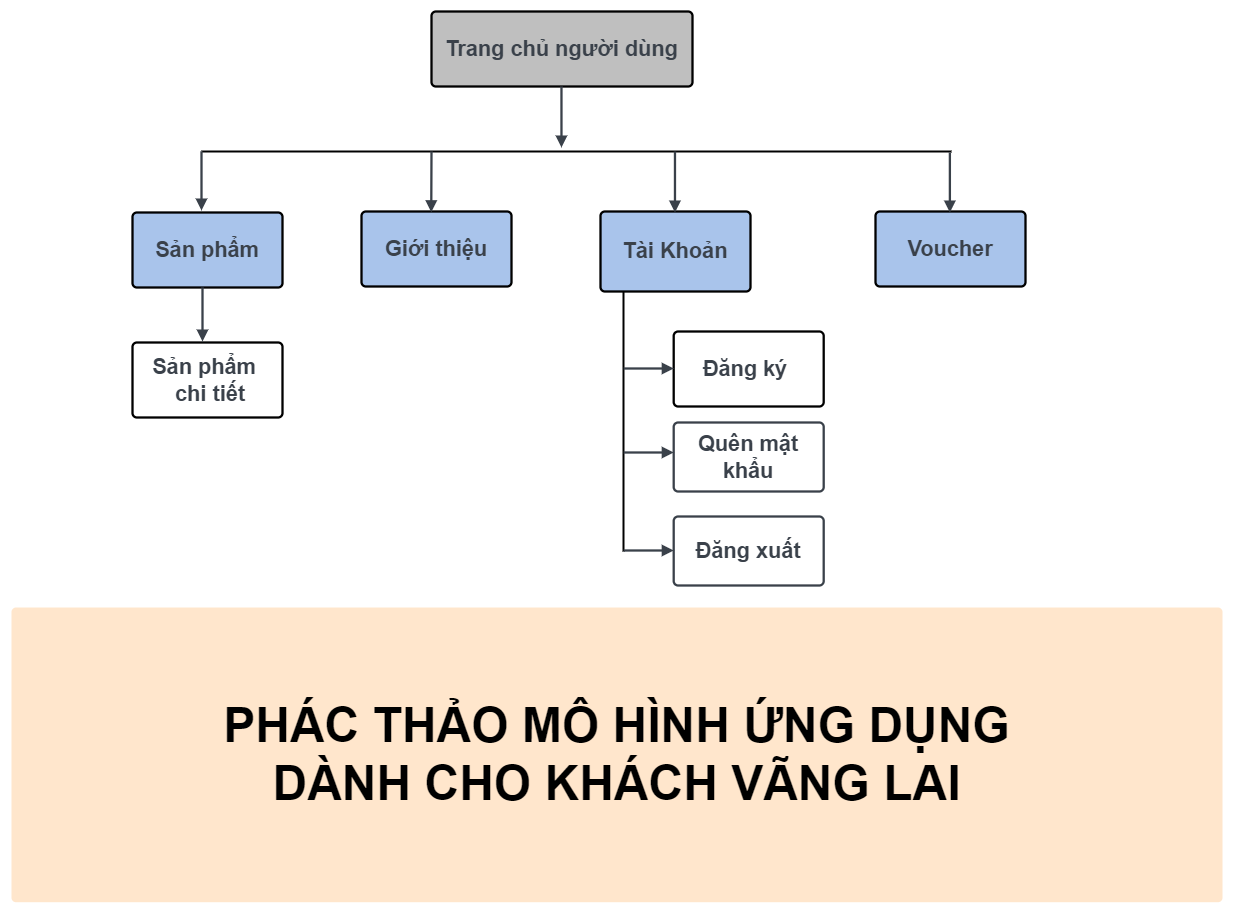 Trang chủ người dùng
Sản phẩm
Giới thiệu
Tài Khoản
Voucher
Sản phẩm
chi tiết
Đăng ký
Quên mật
khẩu
Đăng xuất
PHÁC THẢO MÔ HÌNH ỨNG DỤNG
DÀNH CHO KHÁCH VÃNG LAI